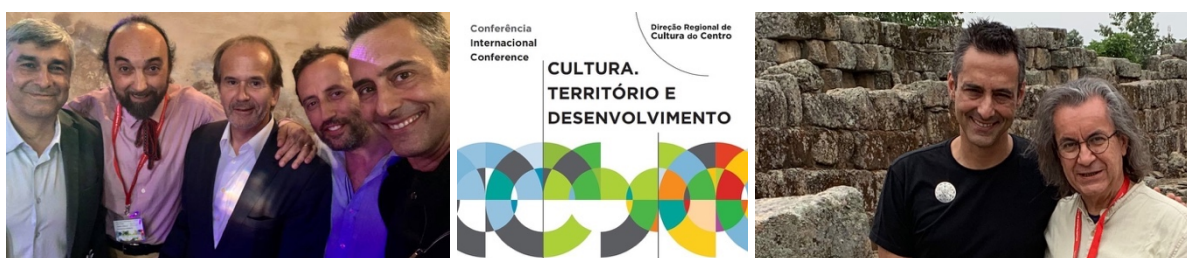 Conferência
Internacional
Conference
Direção Regional de
Cultura do Centro
CULTURA.
TERRITÓRIO E
DESENVOLVIMENTO